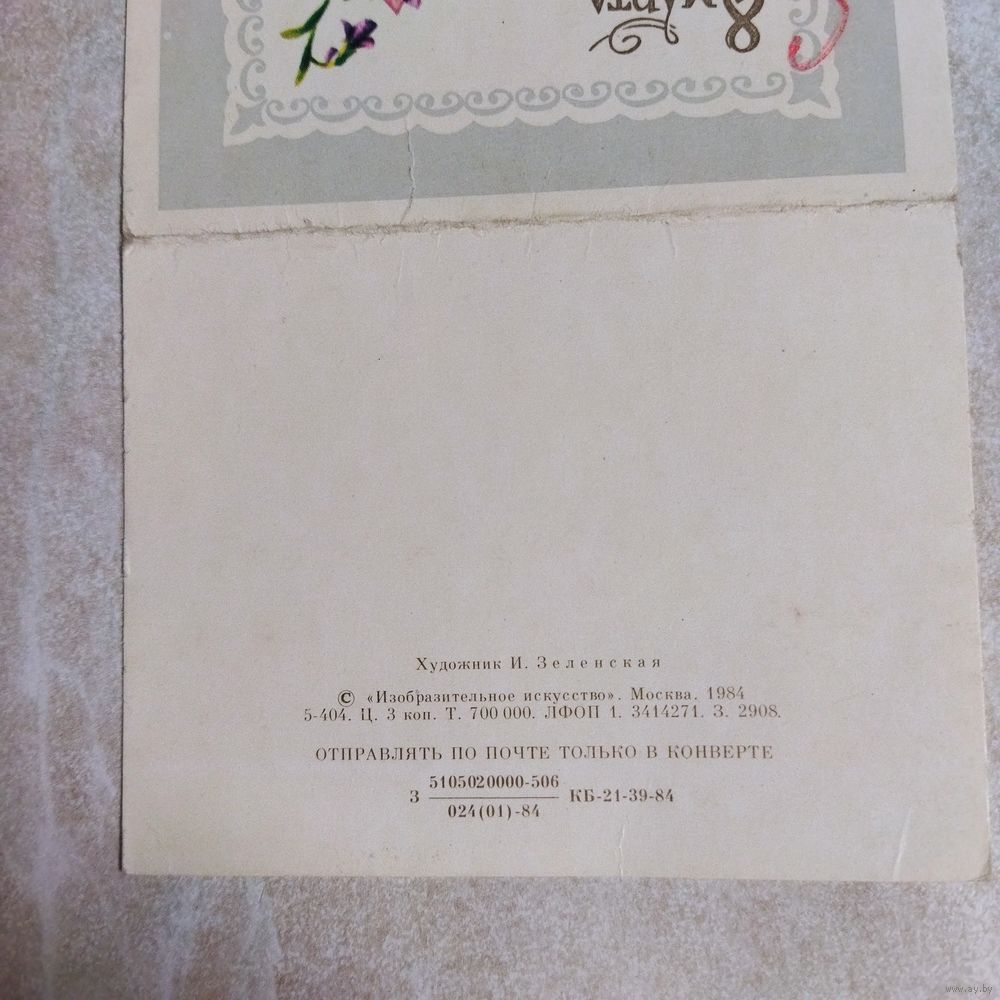 8 МАРТА
Художник И. Зеленская
© «Изобразительное искусство». Москва. 1984
5-404. Ц. 3 коп. Т. 700 000. ЛФОП 1. 3414271. З. 2908.
ОТПРАВЛЯТЬ ПО ПОЧТЕ ТОЛЬКО В КОНВЕРТЕ
З 5105020000-506 КБ-21-39-84
024(01)-84
www.ay.by